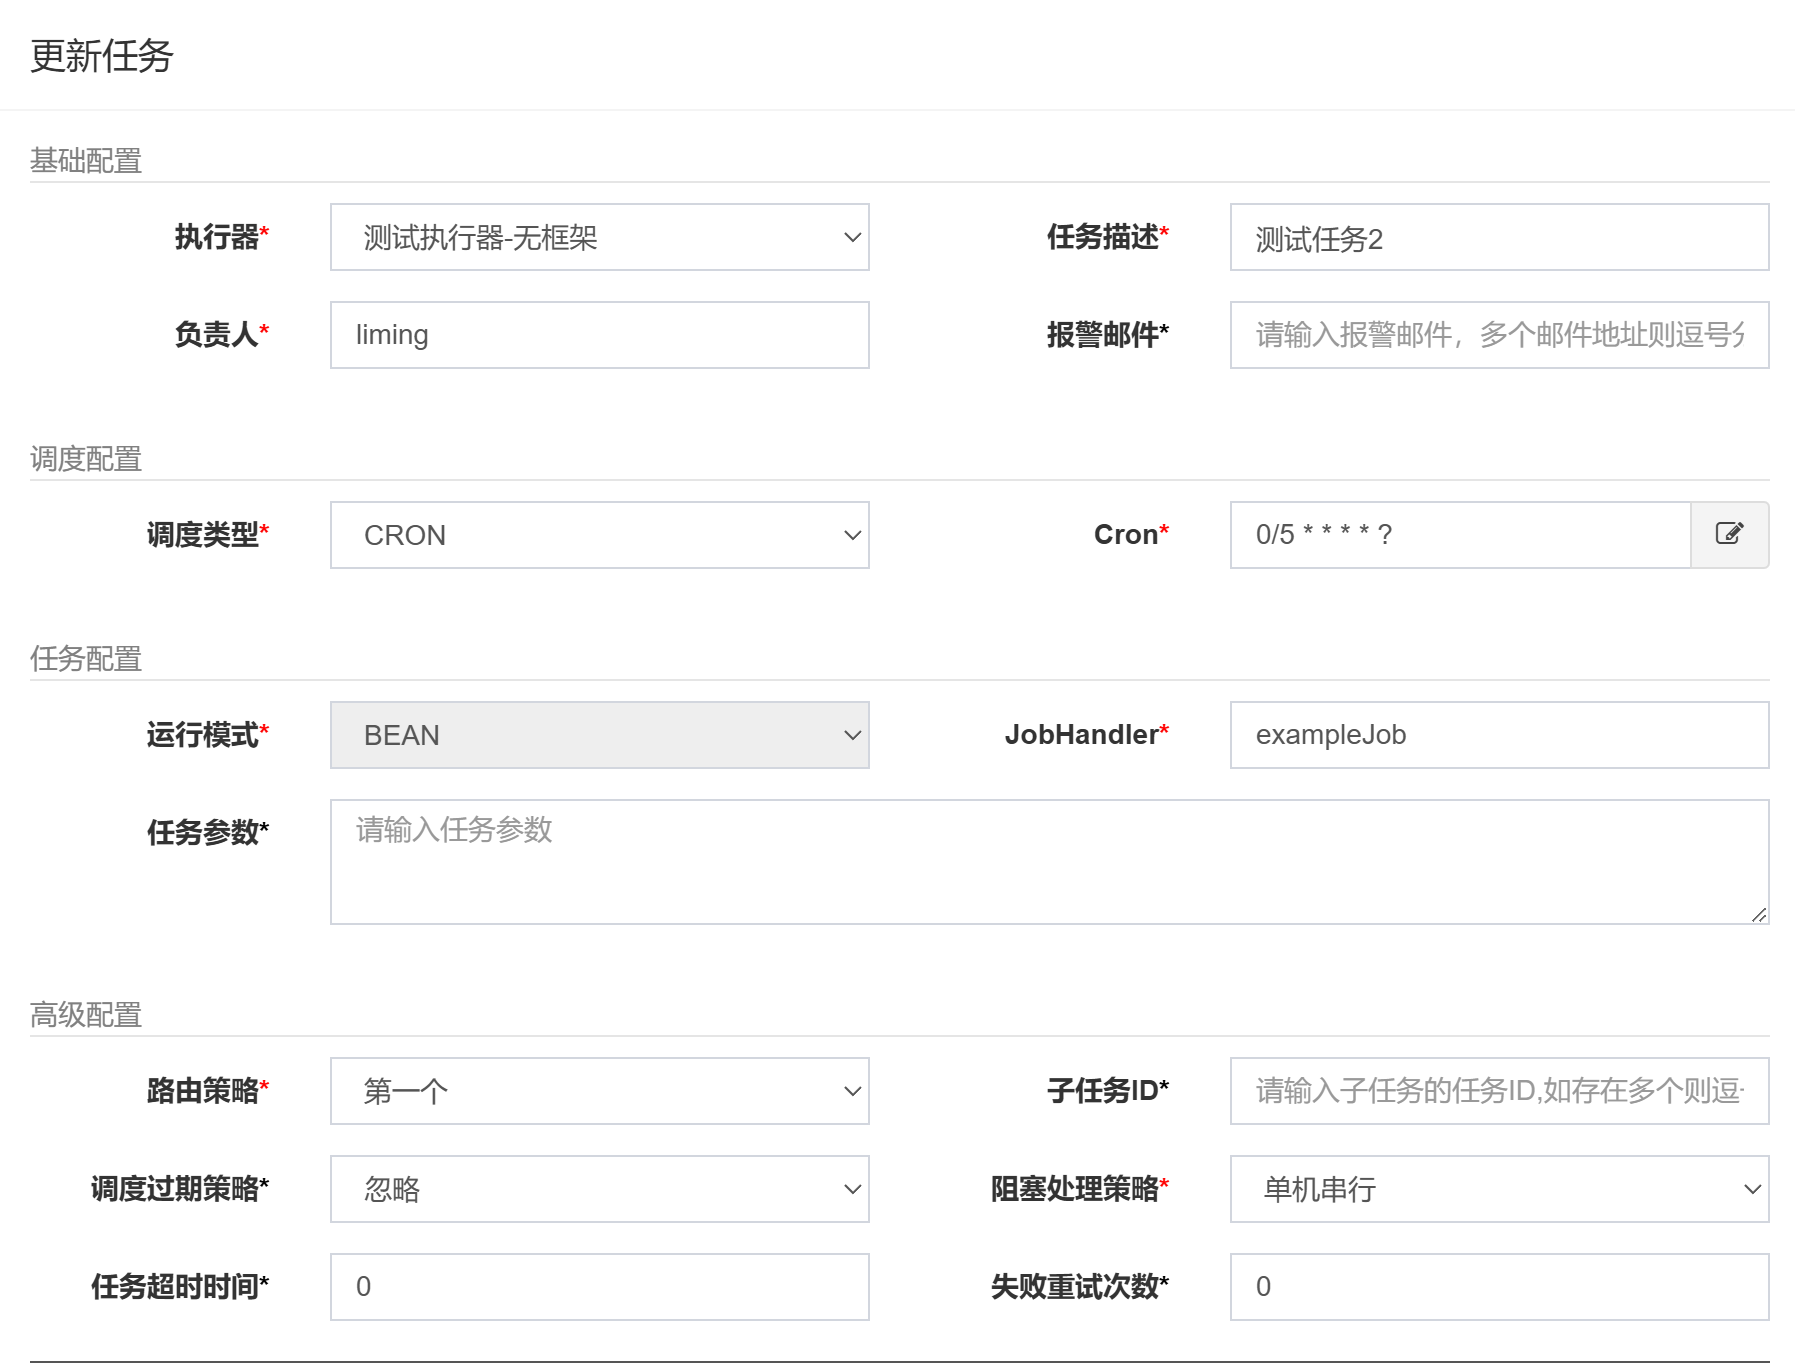 更新任务
基础配置
执行器* 测试执行器-无框架 任务描述* 测试任务2
负责人* liming 报警邮件* 请输入报警邮件，多个邮件地址则逗号分
调度配置
调度类型* CRON Cron* 0/5 * * * * ?
任务配置
运行模式* BEAN JobHandler* exampleJob
任务参数* 请输入任务参数
高级配置
路由策略* 第一个 子任务ID* 请输入子任务的任务ID,如存在多个则逗
调度过期策略* 忽略 阻塞处理策略* 单机串行
任务超时时间* 0 失败重试次数* 0